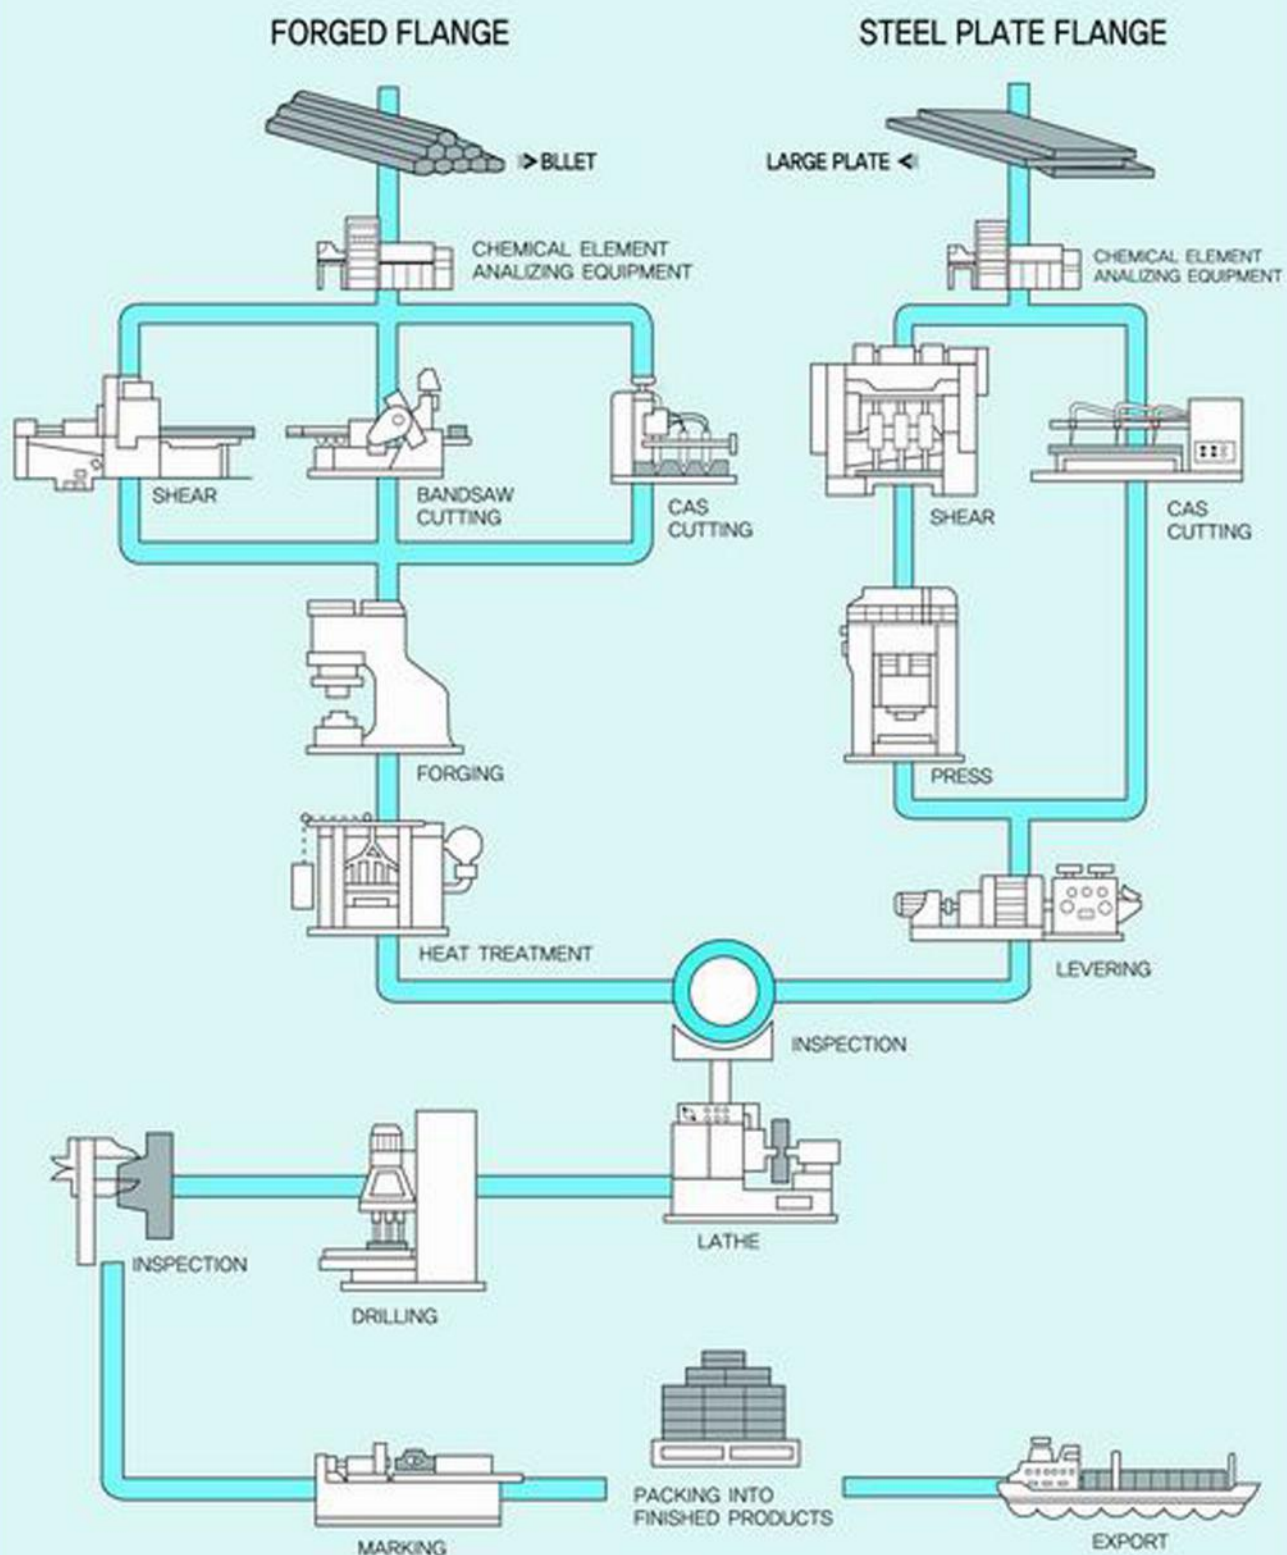 FORGED FLANGE
STEEL PLATE FLANGE
> BLLET
LARGE PLATE <
CHEMICAL ELEMENT
ANALIZING EQUIPMENT
CHEMICAL ELEMENT
ANALIZING EQUIPMENT
SHEAR
BANDSAW
CUTTING
CAS
CUTTING
SHEAR
CAS
CUTTING
FORGING
PRESS
HEAT TREATMENT
LEVERING
INSPECTION
LATHE
INSPECTION
DRILLING
PACKING INTO
FINISHED PRODUCTS
MARKING
EXPORT